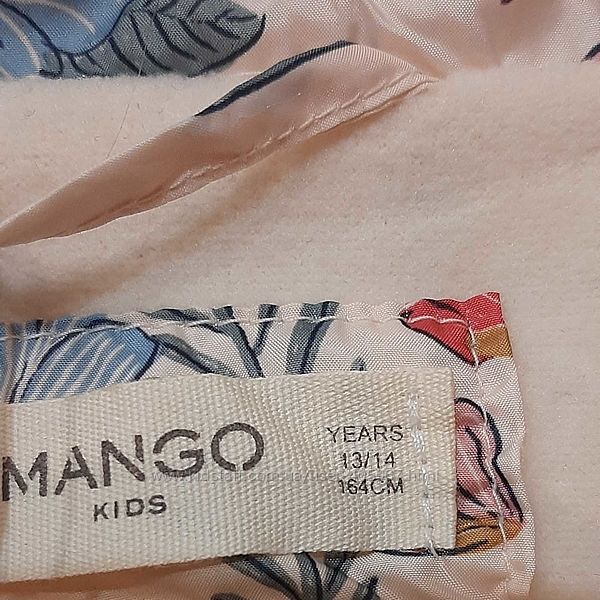 MANGO
KIDS
YEARS
13/14
164CM